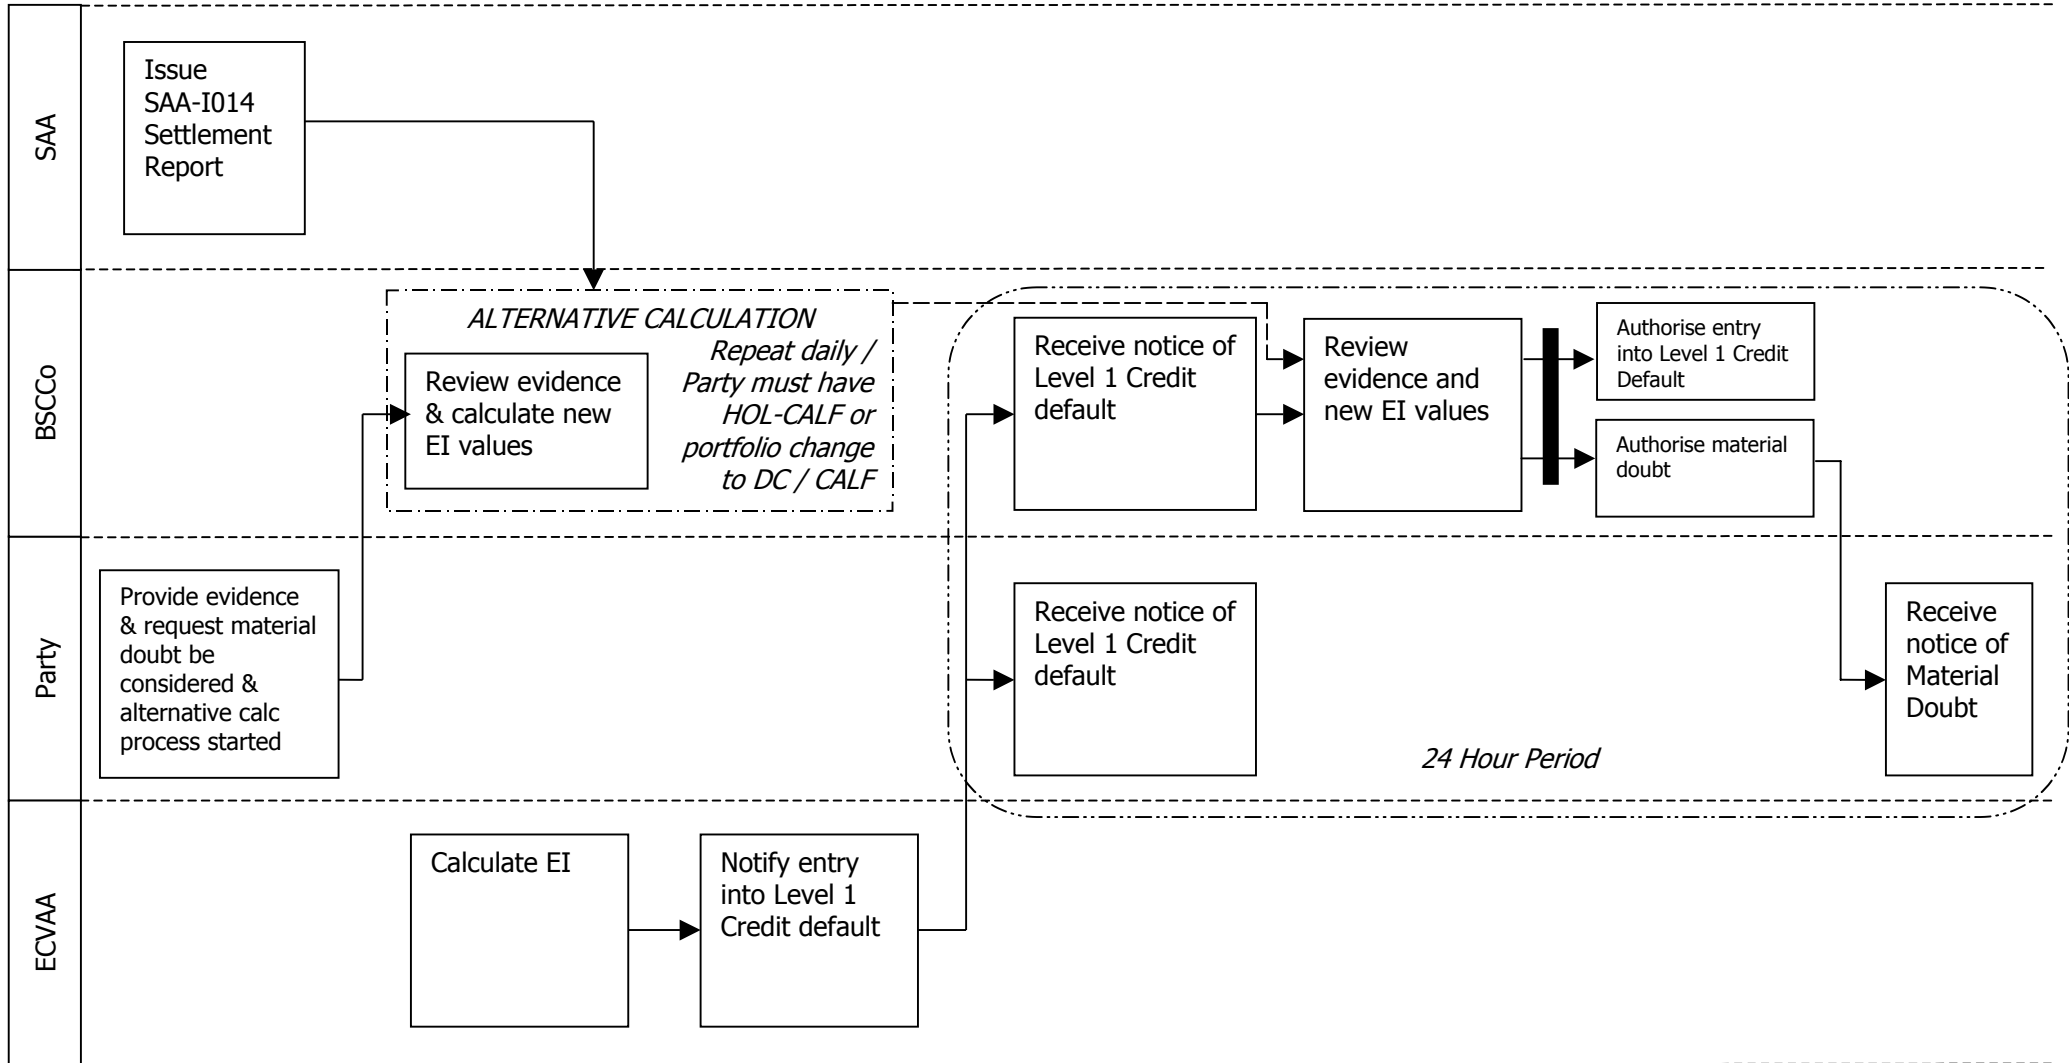 SAA
Issue
SAA-I014
Settlement
Report
BSCCo
ALTERNATIVE CALCULATION
Repeat daily /
Party must have
HOL-CALF or
portfolio change
to DC / CALF
Review evidence
& calculate new
EI values
Receive notice of
Level 1 Credit
default
Review
evidence and
new EI values
Authorise entry
into Level 1 Credit
Default
Authorise material
doubt
Party
Provide evidence
& request material
doubt be
considered &
alternative calc
process started
Receive notice of
Level 1 Credit
default
24 Hour Period
Receive
notice of
Material
Doubt
ECVAA
Calculate EI
Notify entry
into Level 1
Credit default